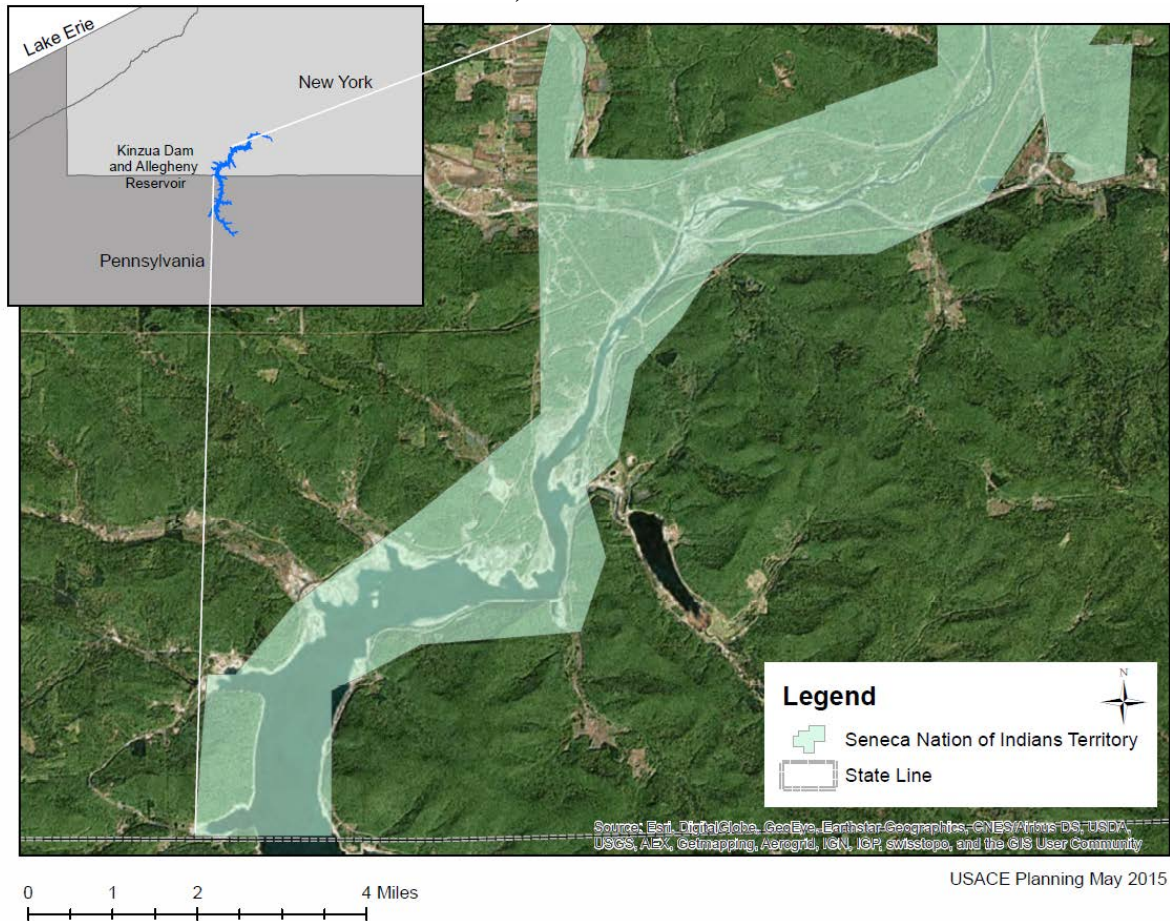 Lake Erie
New York
Kinzua Dam
and Allegheny
Reservoir
Pennsylvania
N
Legend
Seneca Nation of Indians Territory
State Line
Source: Esri, DigitalGlobe, GeoEye, Earthstar Geographics, CNES/Airbus DS, USDA,
USGS, AEX, Getmapping, Aerogrid, IGN, IGP, swisstopo, and the GIS User Community
USACE Planning May 2015
0 1 2 4 Miles